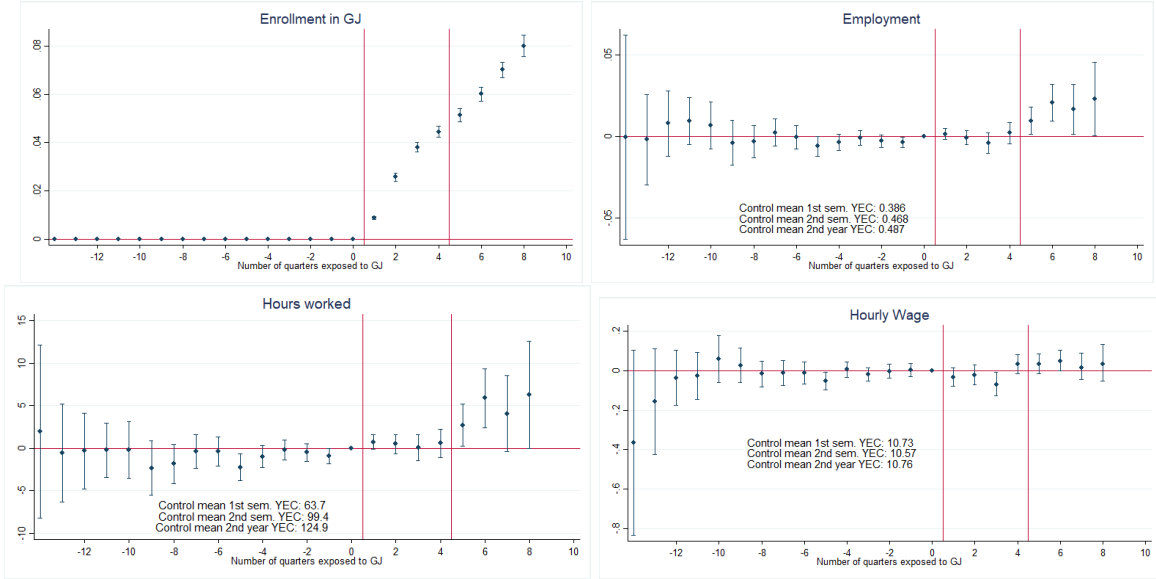 Enrollment in GJ
.08
.06
.04
.02
0
-12 -10 -8 -6 -4 -2 0 2 4 6 8 10
Number of quarters exposed to GJ
Employment
.05
0
-.05
Control mean 1st sem. YEC: 0.386
Control mean 2nd sem. YEC: 0.468
Control mean 2nd year YEC: 0.487
-12 -10 -8 -6 -4 -2 0 2 4 6 8 10
Number of quarters exposed to GJ
Hours worked
15
10
5
0
-5
-10
Control mean 1st sem. YEC: 63.7
Control mean 2nd sem. YEC: 99.4
Control mean 2nd year YEC: 124.9
-12 -10 -8 -6 -4 -2 0 2 4 6 8 10
Number of quarters exposed to GJ
Hourly Wage
.2
0
-.2
-.4
-.6
-.8
Control mean 1st sem. YEC: 10.73
Control mean 2nd sem. YEC: 10.57
Control mean 2nd year YEC: 10.76
-12 -10 -8 -6 -4 -2 0 2 4 6 8 10
Number of quarters exposed to GJ